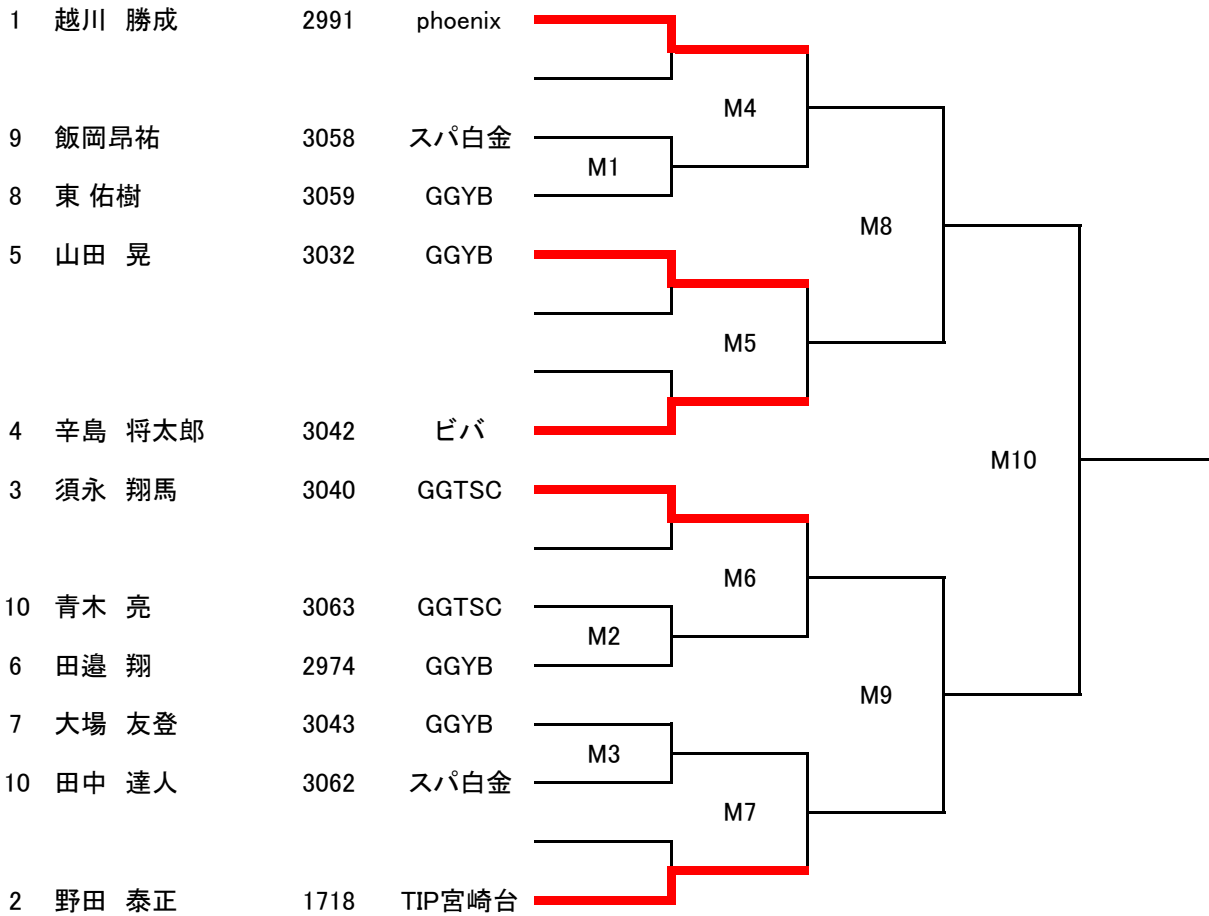 1 越川 勝成 2991 phoenix
M4
9 飯岡昂祐 3058 スパ白金
M1
8 東 佑樹 3059 GGYB
M8
5 山田 晃 3032 GGYB
M5
4 辛島 将太郎 3042 ビバ
M10
3 須永 翔馬 3040 GGTSC
M6
10 青木 亮 3063 GGTSC
M2
6 田邉 翔 2974 GGYB
M9
7 大場 友登 3043 GGYB
M3
10 田中 達人 3062 スパ白金
M7
2 野田 泰正 1718 TIP宮崎台